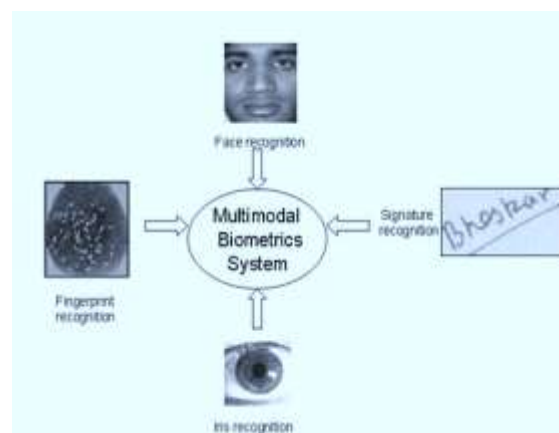 Face recognition
Multimodal
Biometrics
System
Signature
recognition
Bhaskar
Fingerprint
recognition
Iris recognition